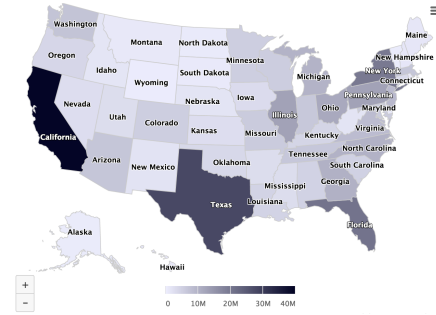 Washington
Maine
Montana
North Dakota
Oregon
Minnesota
New Hampshire
Idaho
South Dakota
New York
Michigan
Connecticut
Wyoming
Nebraska
Iowa
Pennsylvania
Nevada
Illinois
Ohio
Maryland
Utah
Colorado
Kansas
Missouri
Kentucky
Virginia
California
North Carolina
Arizona
New Mexico
Oklahoma
Tennessee
South Carolina
Mississippi
Georgia
Texas
Louisiana
Florida
Alaska
Hawaii
+
−
0 10M 20M 30M 40M